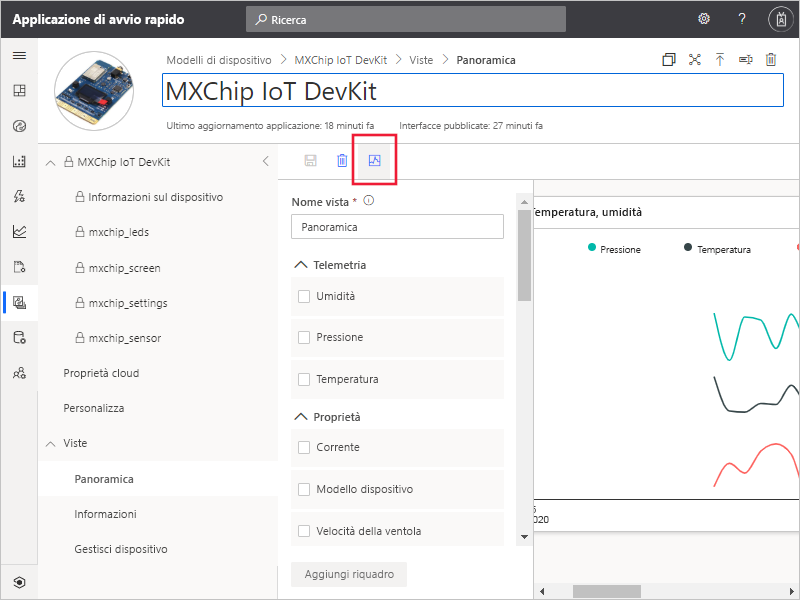 Applicazione di avvio rapido
Ricerca
?
Modelli di dispositivo > MXChip IoT DevKit > Viste > Panoramica
MXChip IoT DevKit
Ultimo aggiornamento applicazione: 18 minuti fa Interfacce pubblicate: 27 minuti fa
MXChip IoT DevKit
Informazioni sul dispositivo
mxchip_leds
mxchip_screen
mxchip_settings
mxchip_sensor
Proprietà cloud
Personalizza
Viste
Panoramica
Informazioni
Gestisci dispositivo
Nome vista *
Panoramica
Telemetria
Umidità
Pressione
Temperatura
Proprietà
Corrente
Modello dispositivo
Velocità della ventola
Aggiungi riquadro
Temperatura, umidità
Pressione Temperatura
020